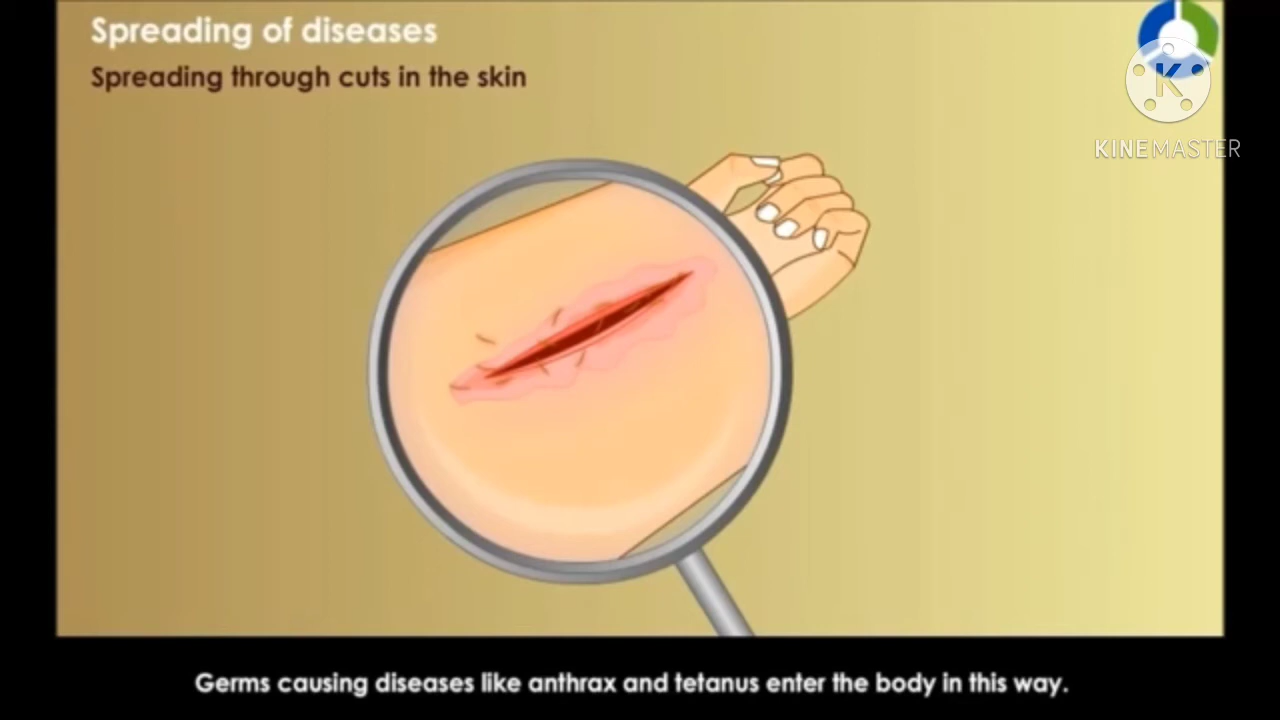 Spreading of diseases
Spreading through cuts in the skin
K
KINEMASTER
Germs causing diseases like anthrax and tetanus enter the body in this way.